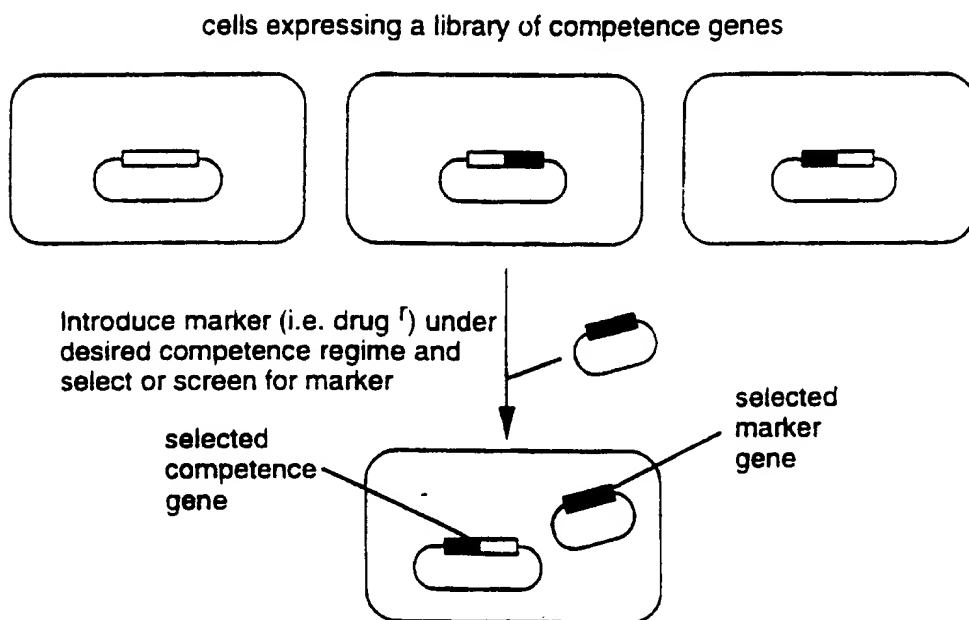 cells expressing a library of competence genes
Introduce marker (i.e. drug ʳ) under
desired competence regime and
select or screen for marker
selected
marker
gene
selected
competence
gene